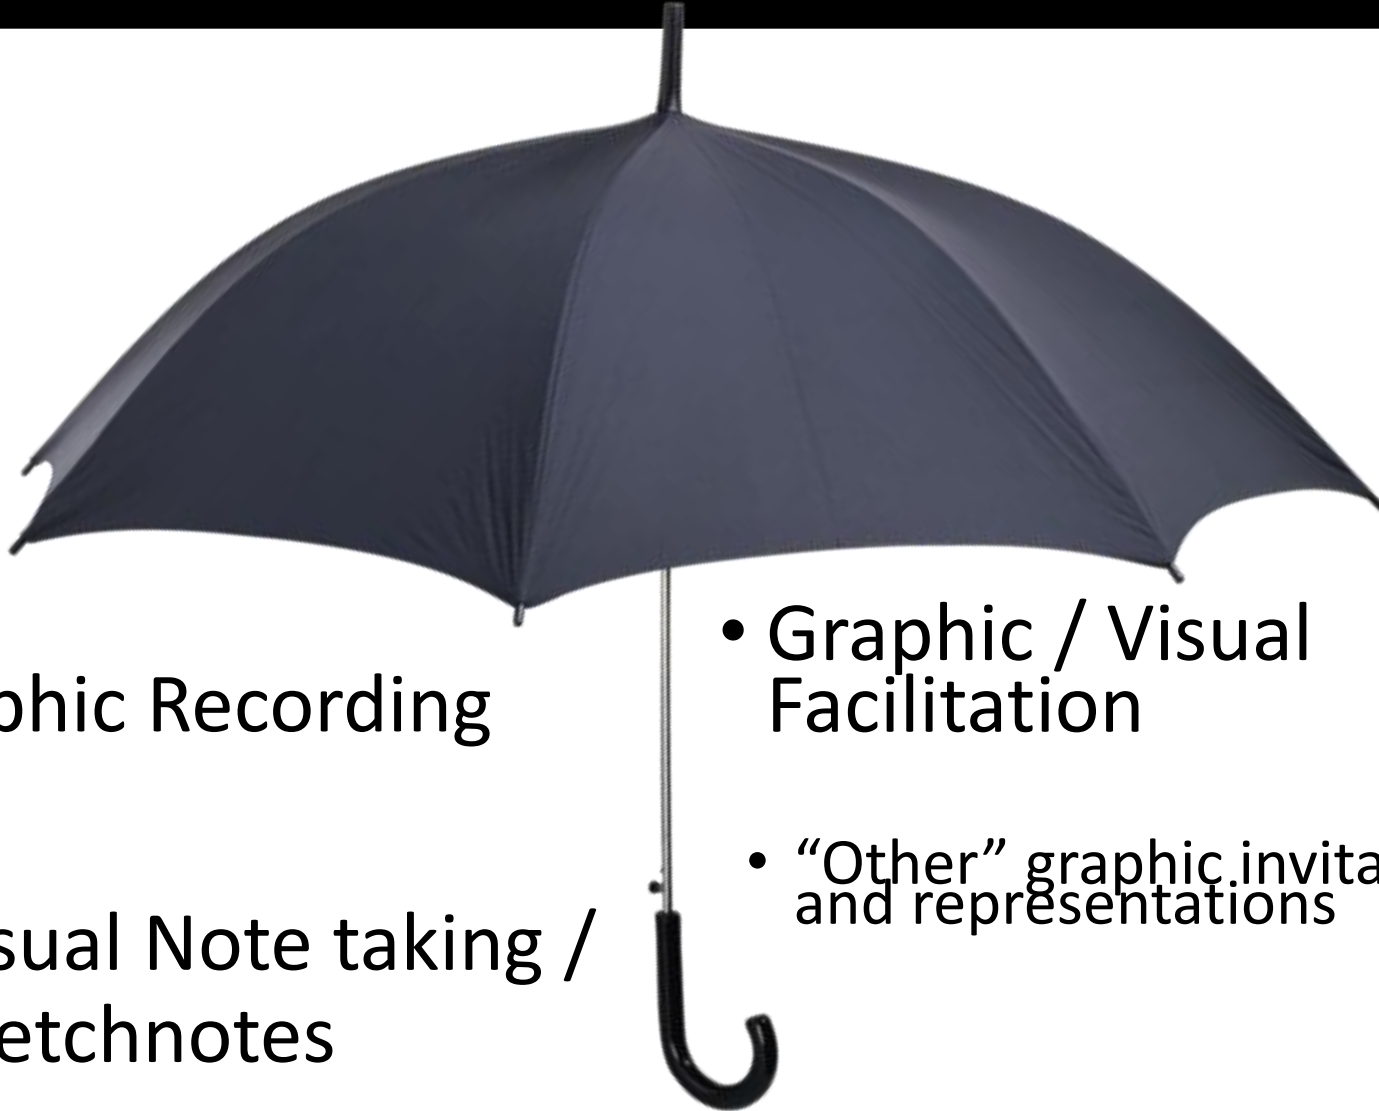 phic Recording
sual Note taking /
etchnotes
• Graphic / Visual
Facilitation
• “Other” graphic invita
and representations